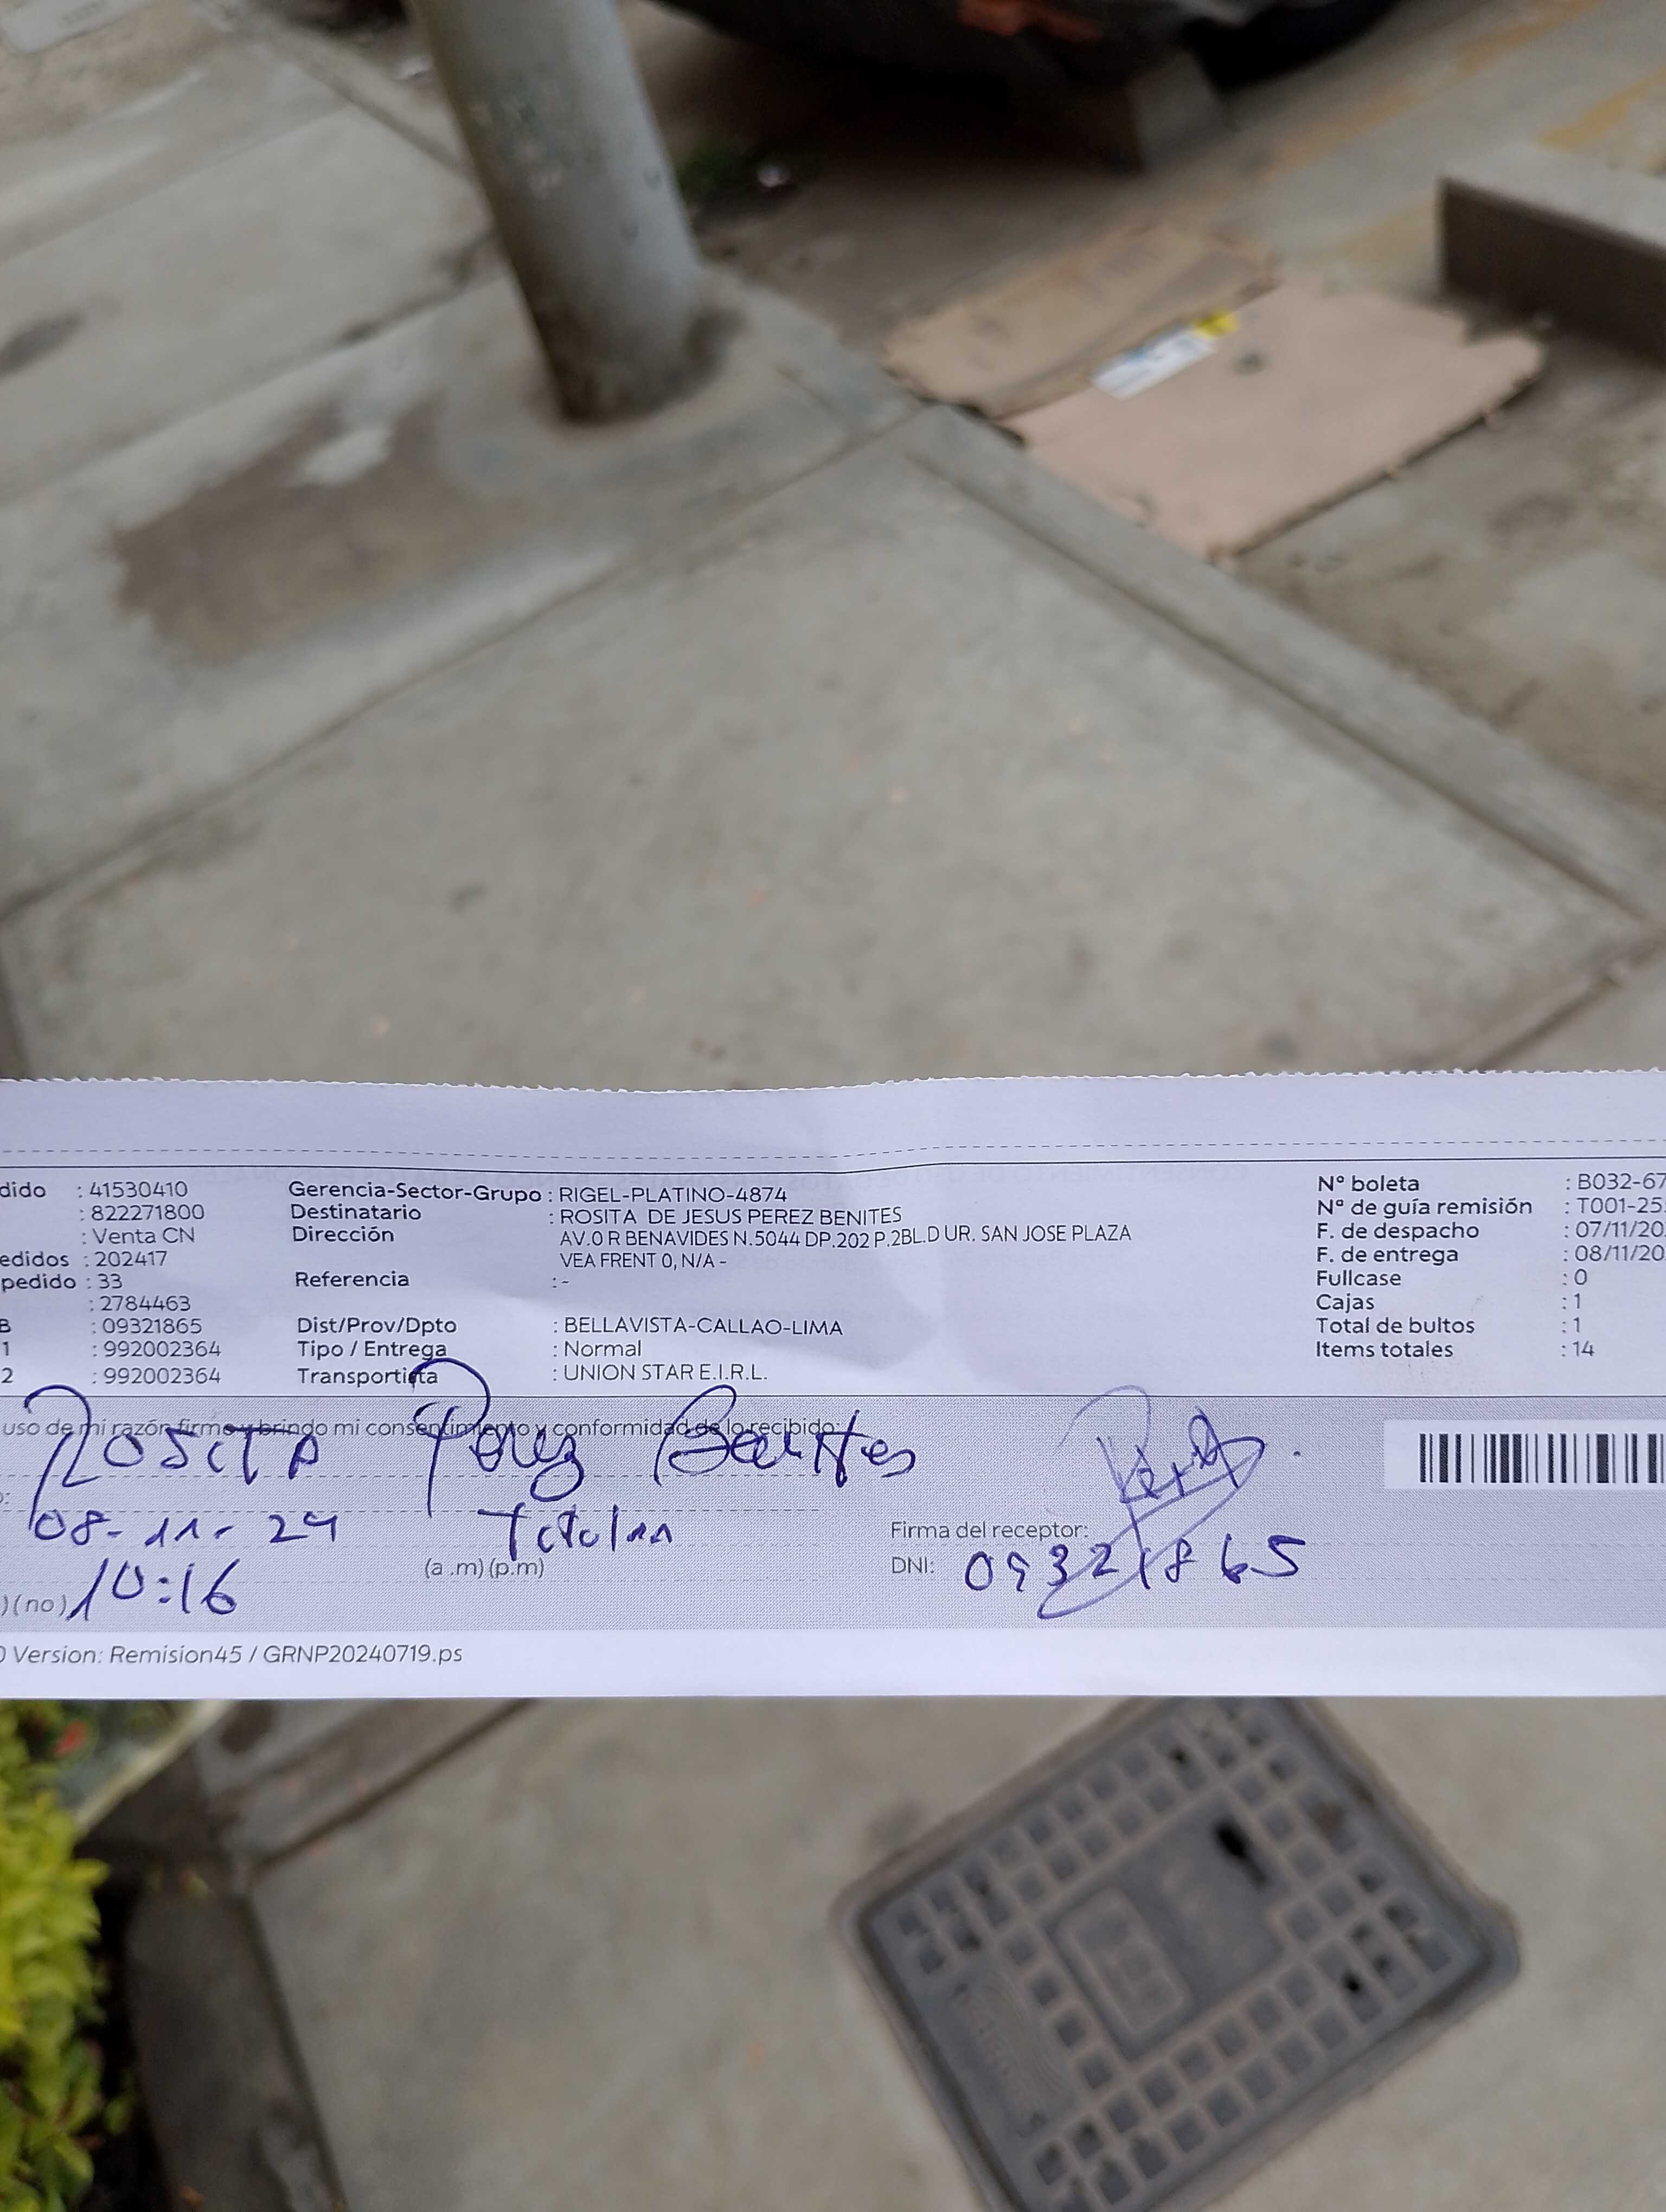 dido : 41530410 Gerencia-Sector-Grupo : RIGEL-PLATINO-4874 N° boleta : B032-67
: 822271800 Destinatario : ROSITA DE JESUS PEREZ BENITES N° de guía remisión : T001-25
: Venta CN Dirección AV.O R BENAVIDES N.5044 DP.202 P.2BL.D UR. SAN JOSE PLAZA F. de despacho : 07/11/20
edidos : 202417 VEA FRENT 0, N/A - F. de entrega : 08/11/20
pedido : 33 Referencia : - Fullcase : 0
: 2784463 Cajas : 1
B : 09321865 Dist/Prov/Dpto : BELLAVISTA-CALLAO-LIMA Total de bultos : 1
1 : 992002364 Tipo / Entrega : Normal Items totales : 14
2 : 992002364 Transportista : UNION STAR E.I.R.L.
uso de mi razón firmo y brindo mi consentimiento y conformidad de lo recibido:
ROSITA Perez Benites
08-11-24 Titular Firma del receptor:
10:16 (a .m) (p.m) DNI: 09321865
) (no)
Version: Remision45 / GRNP20240719.ps